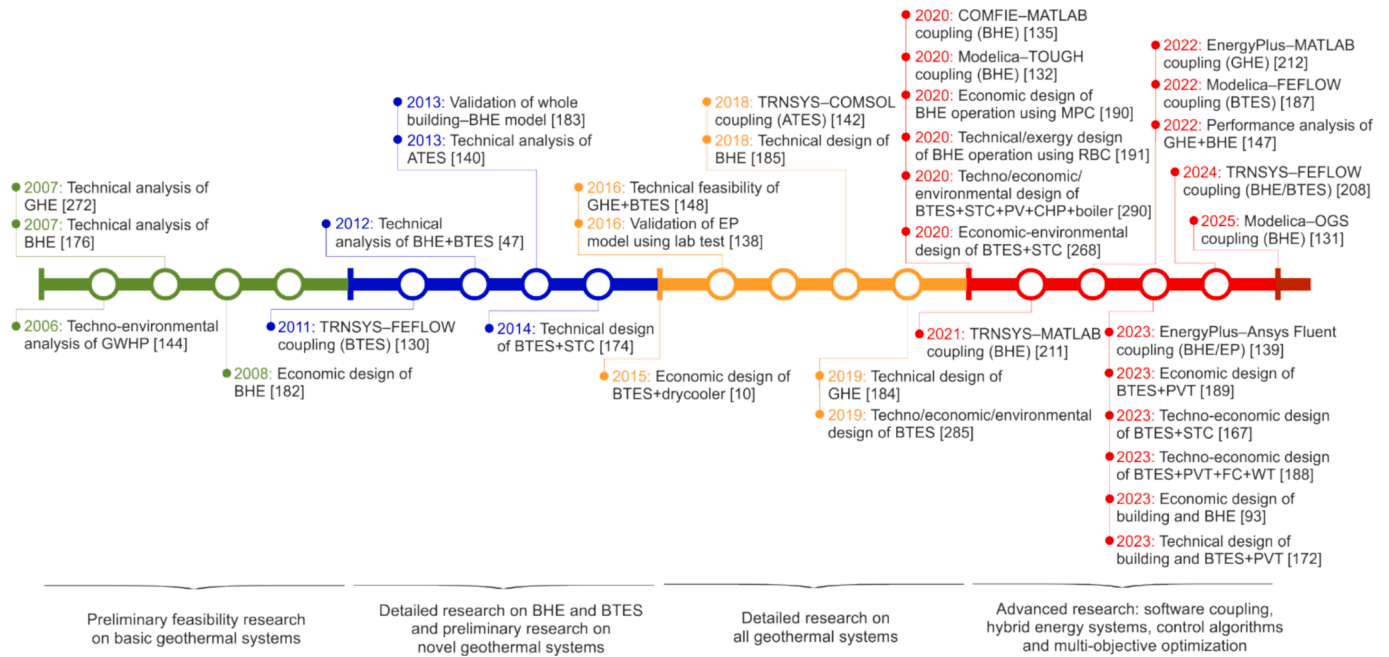 2007: Technical analysis of
GHE [272]
2007: Technical analysis of
BHE [176]
2006: Techno-environmental
analysis of GWHP [144]
2008: Economic design of
BHE [182]
2013: Validation of whole
building–BHE model [183]
2013: Technical analysis of
ATES [140]
2012: Technical
analysis of BHE+BTES [47]
2011: TRNSYS–FEFLOW
coupling (BTES) [130]
2014: Technical design
of BTES+STC [174]
2018: TRNSYS–COMSOL
coupling (ATES) [142]
2018: Technical design of
BHE [185]
2016: Technical feasibility of
GHE+BTES [148]
2016: Validation of EP
model using lab test [138]
2015: Economic design of
BTES+drycooler [10]
2019: Technical design of
GHE [184]
2019: Techno/economic/environmental
design of BTES [285]
2020: COMFIE–MATLAB
coupling (BHE) [135]
2020: Modelica–TOUGH
coupling (BHE) [132]
2020: Economic design of
BHE operation using MPC [190]
2020: Technical/exergy design
of BHE operation using RBC [191]
2020: Techno/economic/
environmental design of
BTES+STC+PV+CHP+boiler [290]
2020: Economic-environmental
design of BTES+STC [268]
2022: EnergyPlus–MATLAB
coupling (GHE) [212]
2022: Modelica–FEFLOW
coupling (BTES) [187]
2022: Performance analysis of
GHE+BHE [147]
2024: TRNSYS–FEFLOW
coupling (BHE/BTES) [208]
2025: Modelica–OGS
coupling (BHE) [131]
2021: TRNSYS–MATLAB
coupling (BHE) [211]
2023: EnergyPlus–Ansys Fluent
coupling (BHE/EP) [139]
2023: Economic design of
BTES+PVT [189]
2023: Techno-economic design
of BTES+STC [167]
2023: Techno-economic design
of BTES+PVT+FC+WT [188]
2023: Economic design of
building and BHE [93]
2023: Technical design of
building and BTES+PVT [172]
Preliminary feasibility research
on basic geothermal systems
Detailed research on BHE and BTES
and preliminary research on
novel geothermal systems
Detailed research on
all geothermal systems
Advanced research: software coupling,
hybrid energy systems, control algorithms
and multi-objective optimization